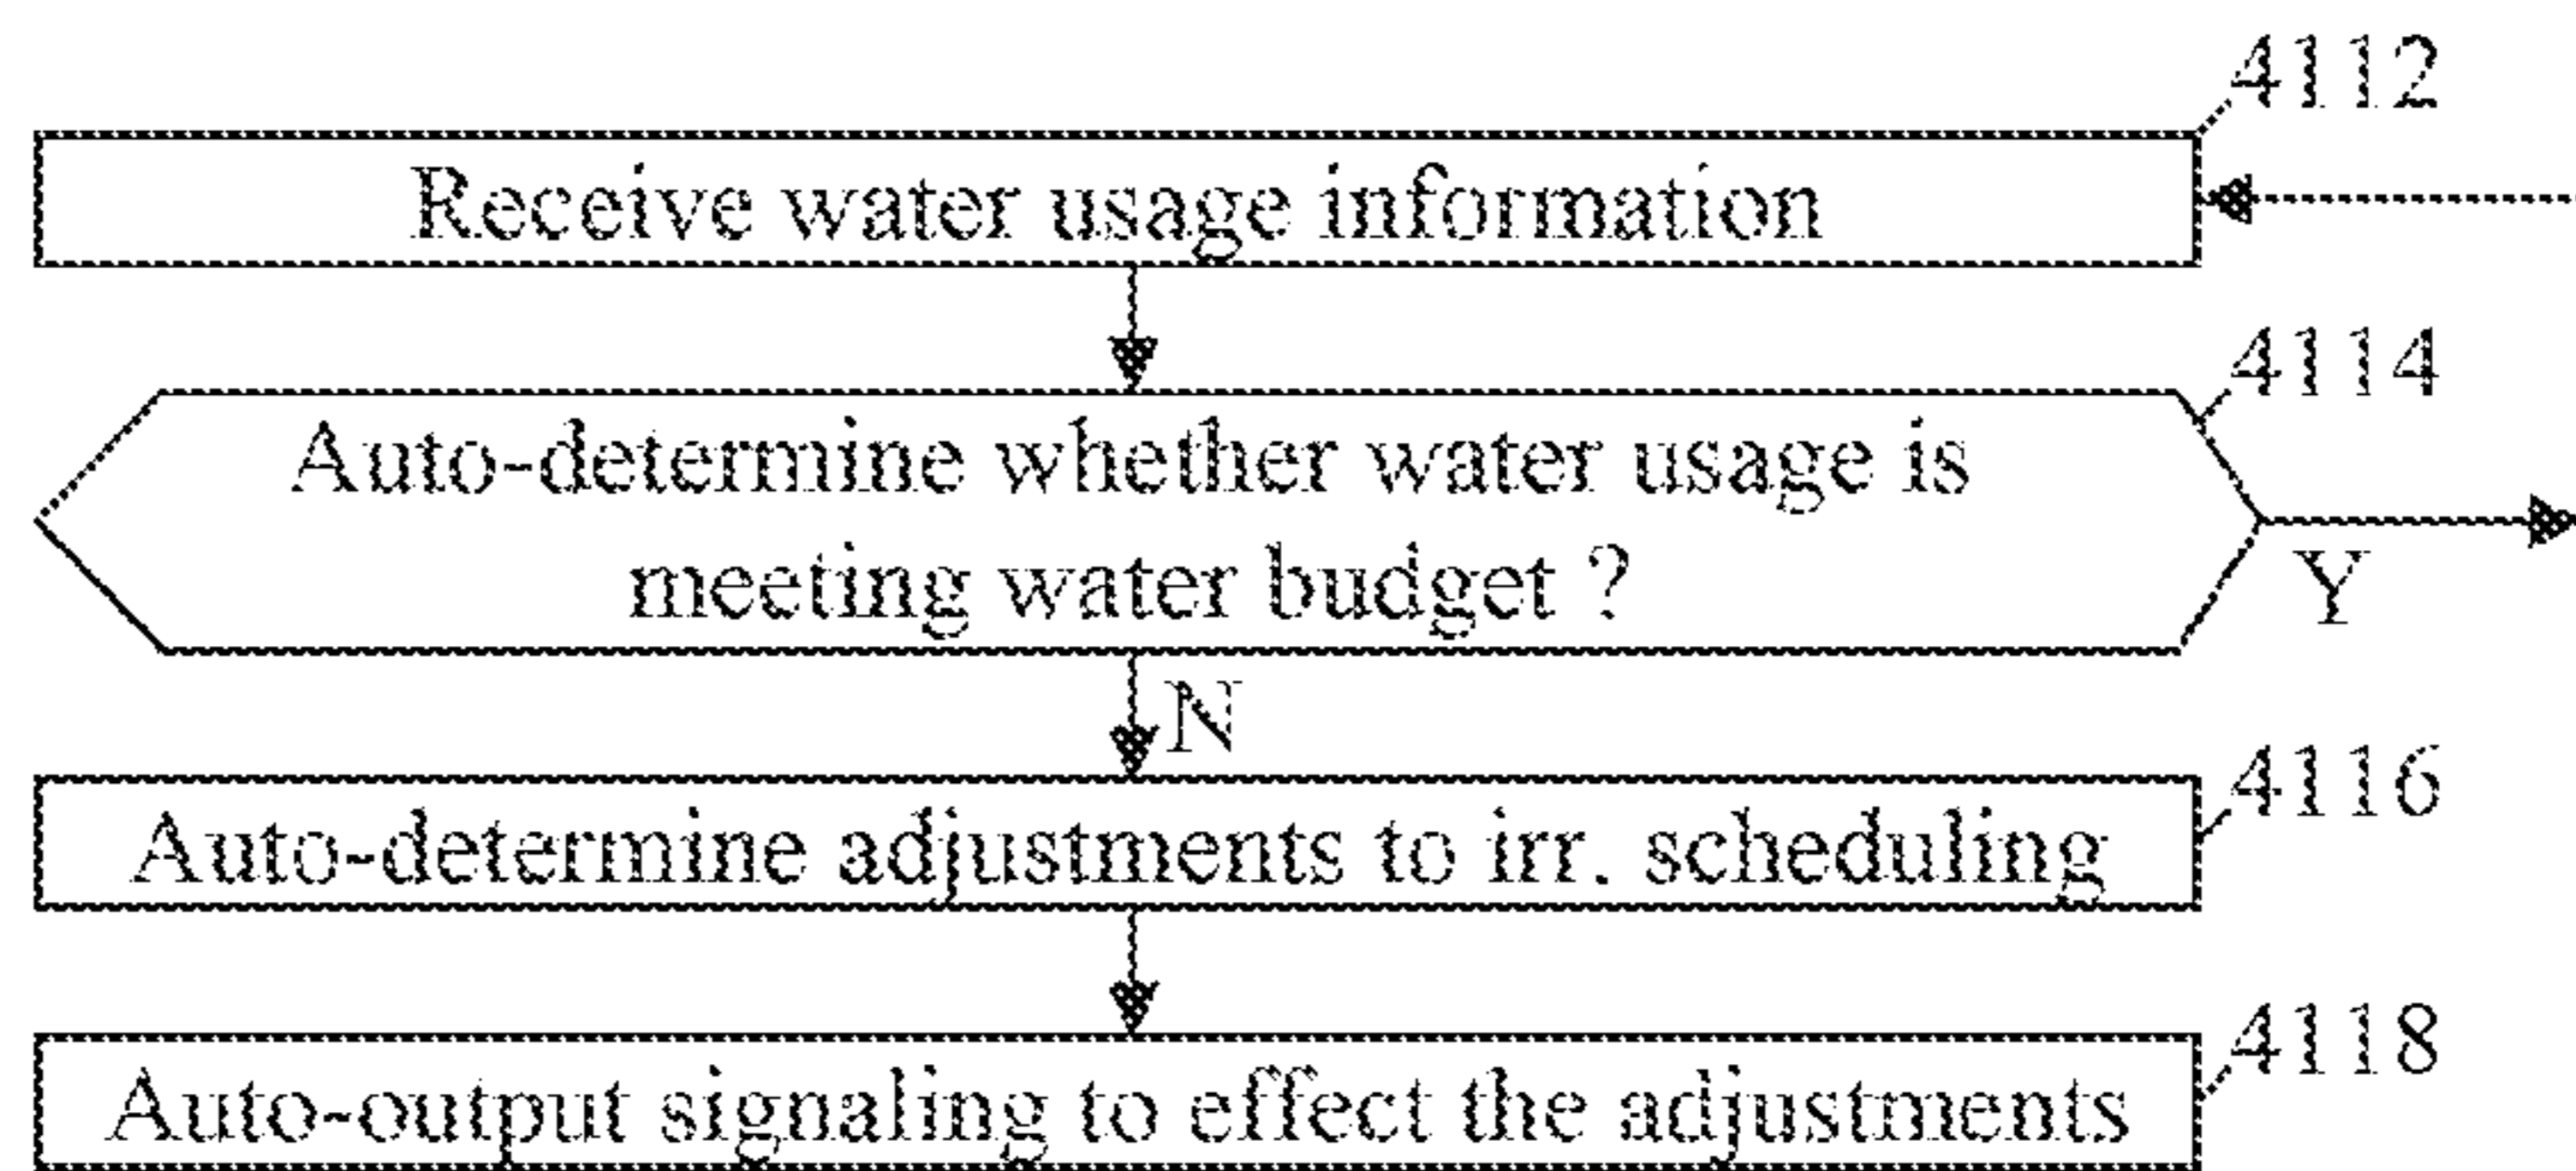 4112
Receive water usage information
4114
Auto-determine whether water usage is
meeting water budget ?
Y
N
4116
Auto-determine adjustments to irr. scheduling
4118
Auto-output signaling to effect the adjustments